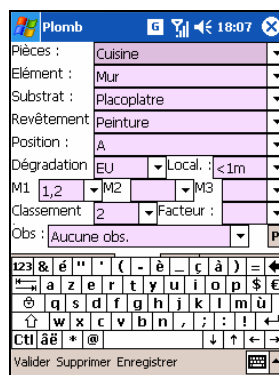 Plomb G 18:07
Pièces : Cuisine
Elément : Mur
Substrat : Placoplatre
Revêtement Peinture
Position : A
Dégradation EU Local. : <1m
M1 1,2 M2 M3
Classement 2 Facteur :
Obs : Aucune obs. P
123 & é " ' ( - è _ ç à ) =
a z e r t y u i o p $ £
q s d f g h j k l m ù
w x c v b n , ; : !
Ctl áë * @
Valider Supprimer Enregistrer